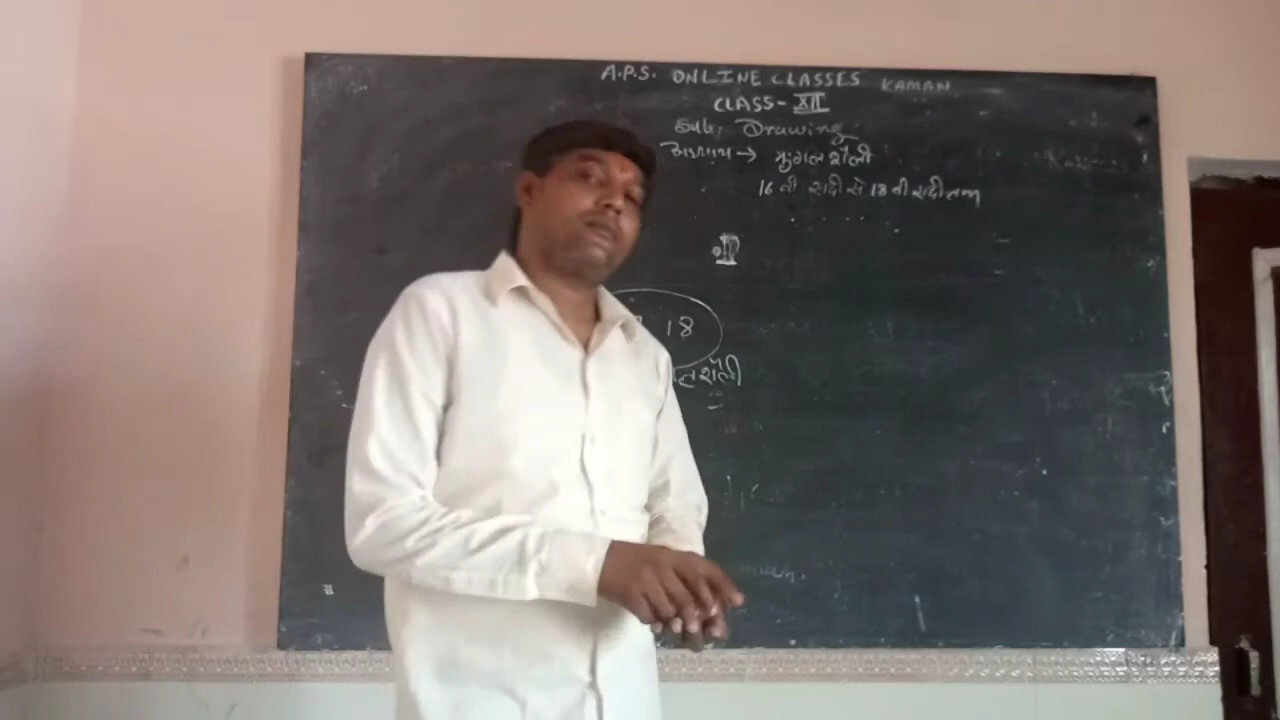 A.P.S. ONLINE CLASSES KAMAN
CLASS- XII
Sub. Drawing
अध्याय → मुगल शैली
16 वी सदी से 18 वी सदी तक
18
शैली